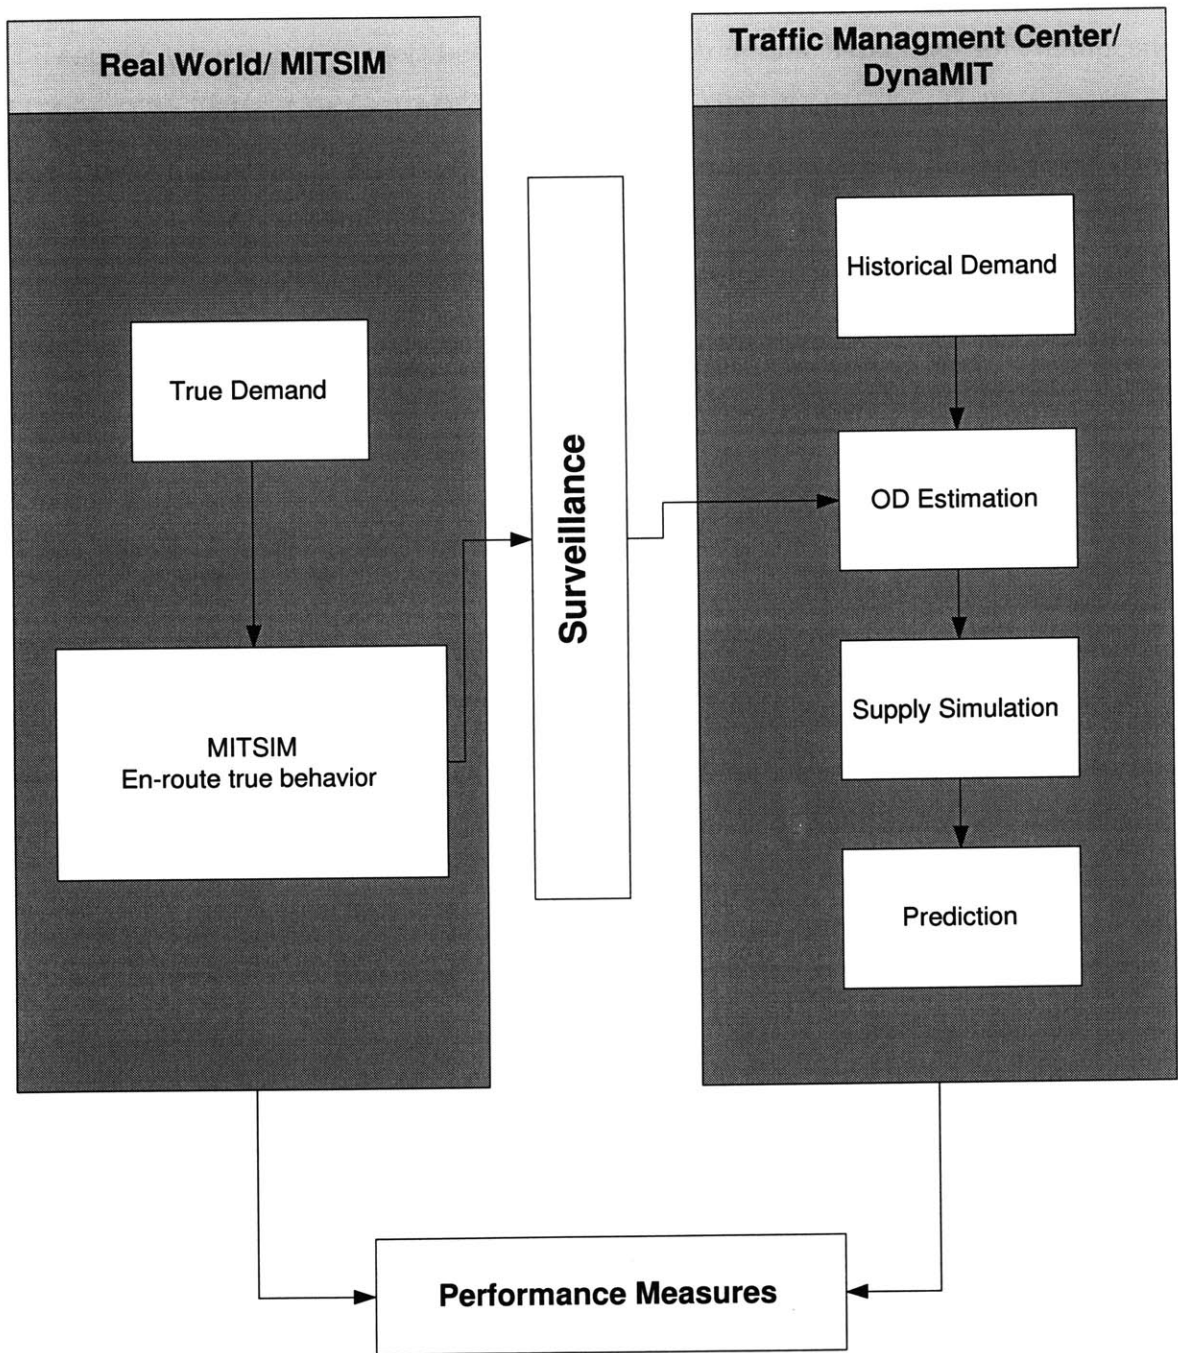 Real World/ MITSIM
True Demand
MITSIM
En-route true behavior
Surveillance
Traffic Managment Center/
DynaMIT
Historical Demand
OD Estimation
Supply Simulation
Prediction
Performance Measures